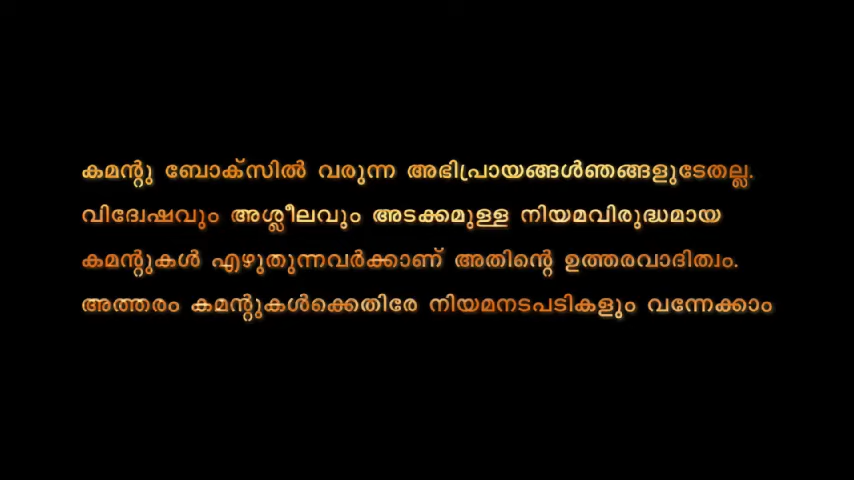 കമന്റു ബോക്സിൽ വരുന്ന അഭിപ്രായങ്ങൾഞങ്ങളുടേതല്ല.
വിദ്വേഷവും അശ്ലീലവും അടക്കമുള്ള നിയമവിരുദ്ധമായ
കമന്റുകൾ എഴുതുന്നവർക്കാണ് അതിന്റെ ഉത്തരവാദിത്വം.
അത്തരം കമന്റുകൾക്കെതിരേ നിയമനടപടികളും വന്നേക്കാം